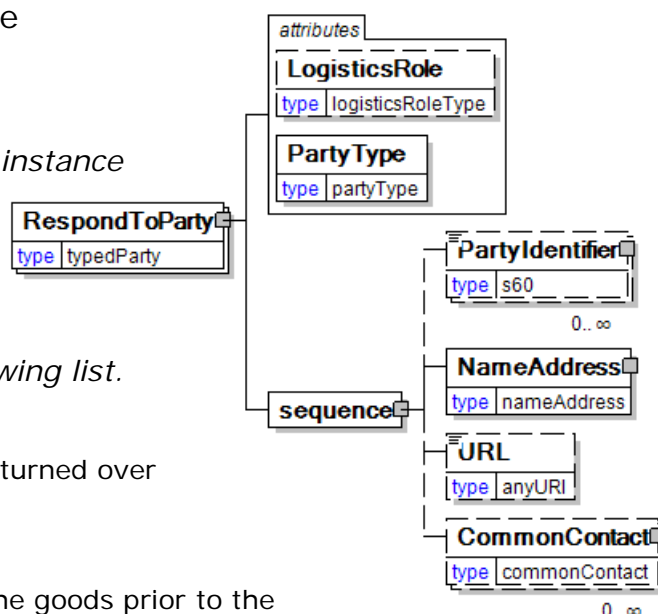 e
attributes
LogisticsRole
type logisticsRoleType
instance
PartyType
type partyType
RespondToParty
type typedParty
PartyIdentifier
type s60
0.. ∞
wing list.
NameAddress
type nameAddress
sequence
URL
type anyURI
turned over
CommonContact
type commonContact
0.. ∞
he goods prior to the